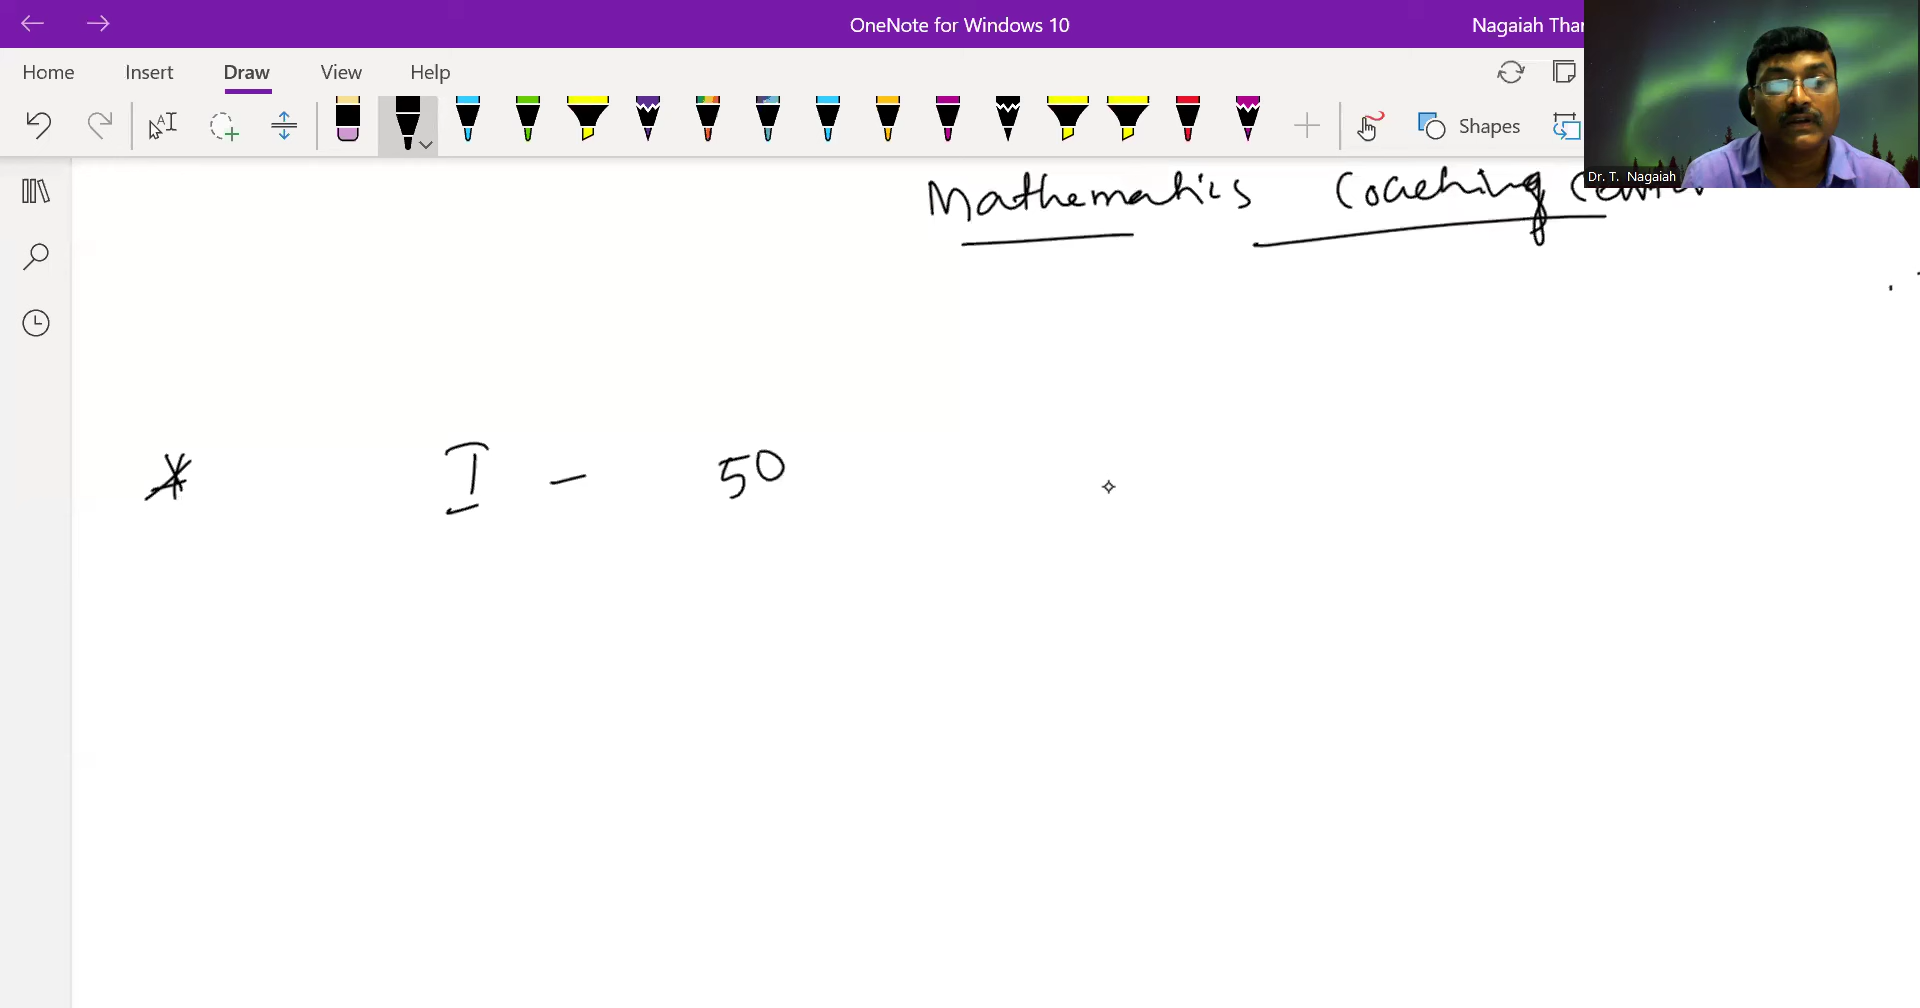 OneNote for Windows 10
Nagaiah Thar
Home Insert Draw View Help
Shapes
Dr. T. Nagaiah
Mathematics Coaching
* I - 50